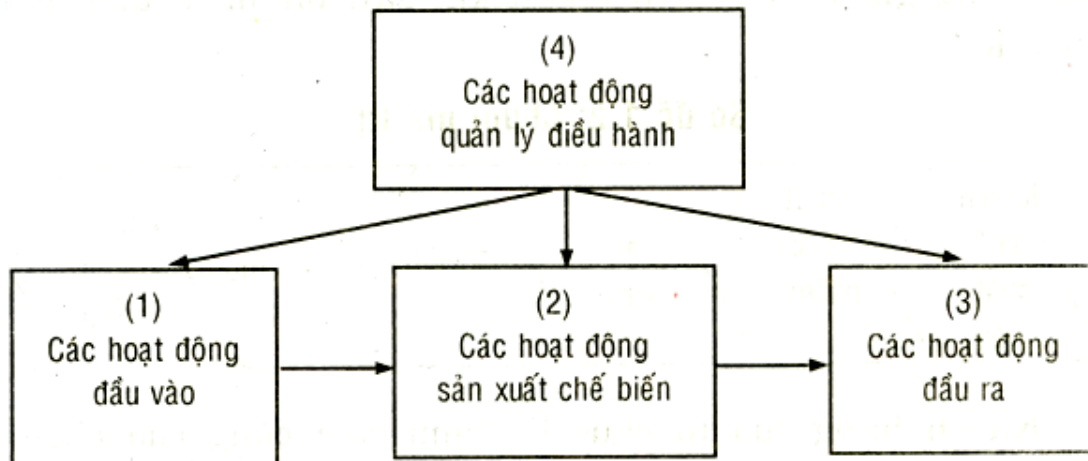 (4)
Các hoạt động
quản lý điều hành
(1)
Các hoạt động
đầu vào
(2)
Các hoạt động
sản xuất chế biến
(3)
Các hoạt động
đầu ra